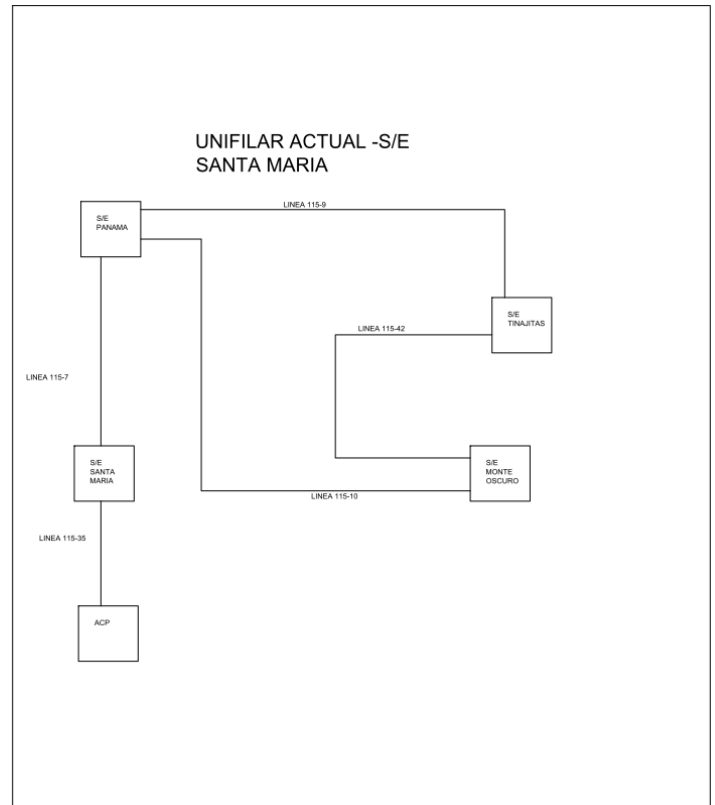 UNIFILAR ACTUAL -S/E
SANTA MARIA
LINEA 115-9
S/E
PANAMA
S/E
TINAJITAS
LINEA 115-42
LINEA 115-7
S/E
SANTA
MARIA
S/E
MONTE
OSCURO
LINEA 115-10
LINEA 115-35
ACP